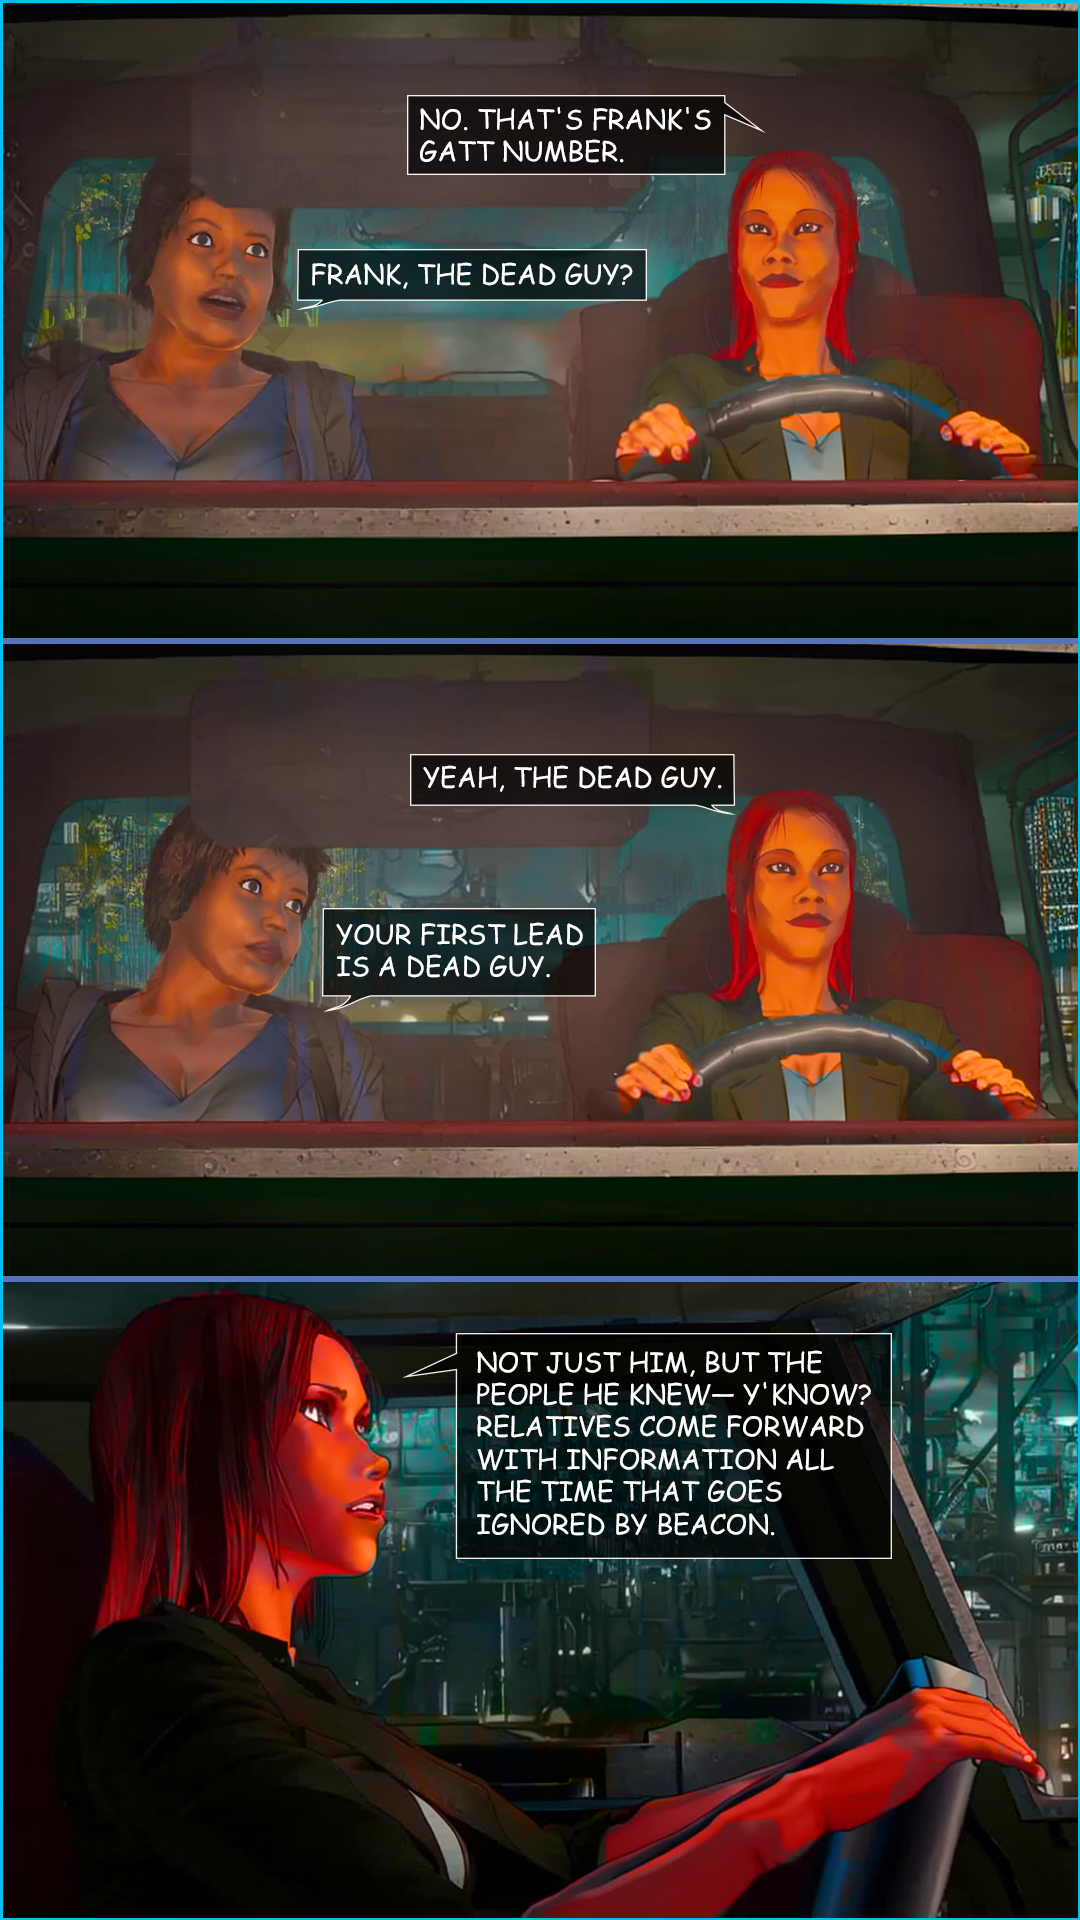 NO. THAT'S FRANK'S
GATT NUMBER.
FRANK, THE DEAD GUY?
YEAH, THE DEAD GUY.
YOUR FIRST LEAD
IS A DEAD GUY.
NOT JUST HIM, BUT THE
PEOPLE HE KNEW— Y'KNOW?
RELATIVES COME FORWARD
WITH INFORMATION ALL
THE TIME THAT GOES
IGNORED BY BEACON.